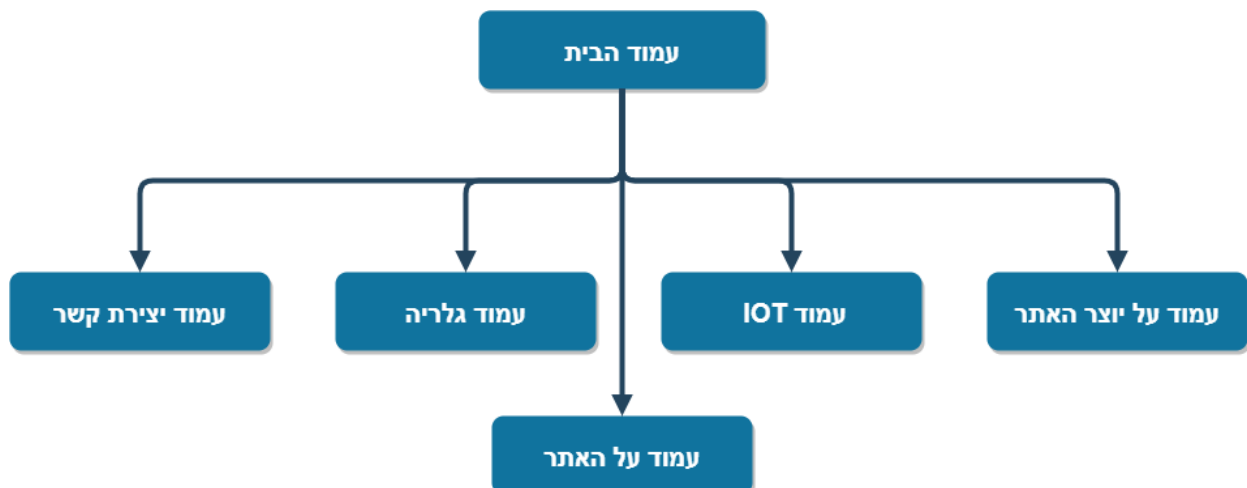 עמוד הבית
עמוד על יוצר האתר
עמוד IOT
עמוד גלריה
עמוד יצירת קשר
עמוד על האתר